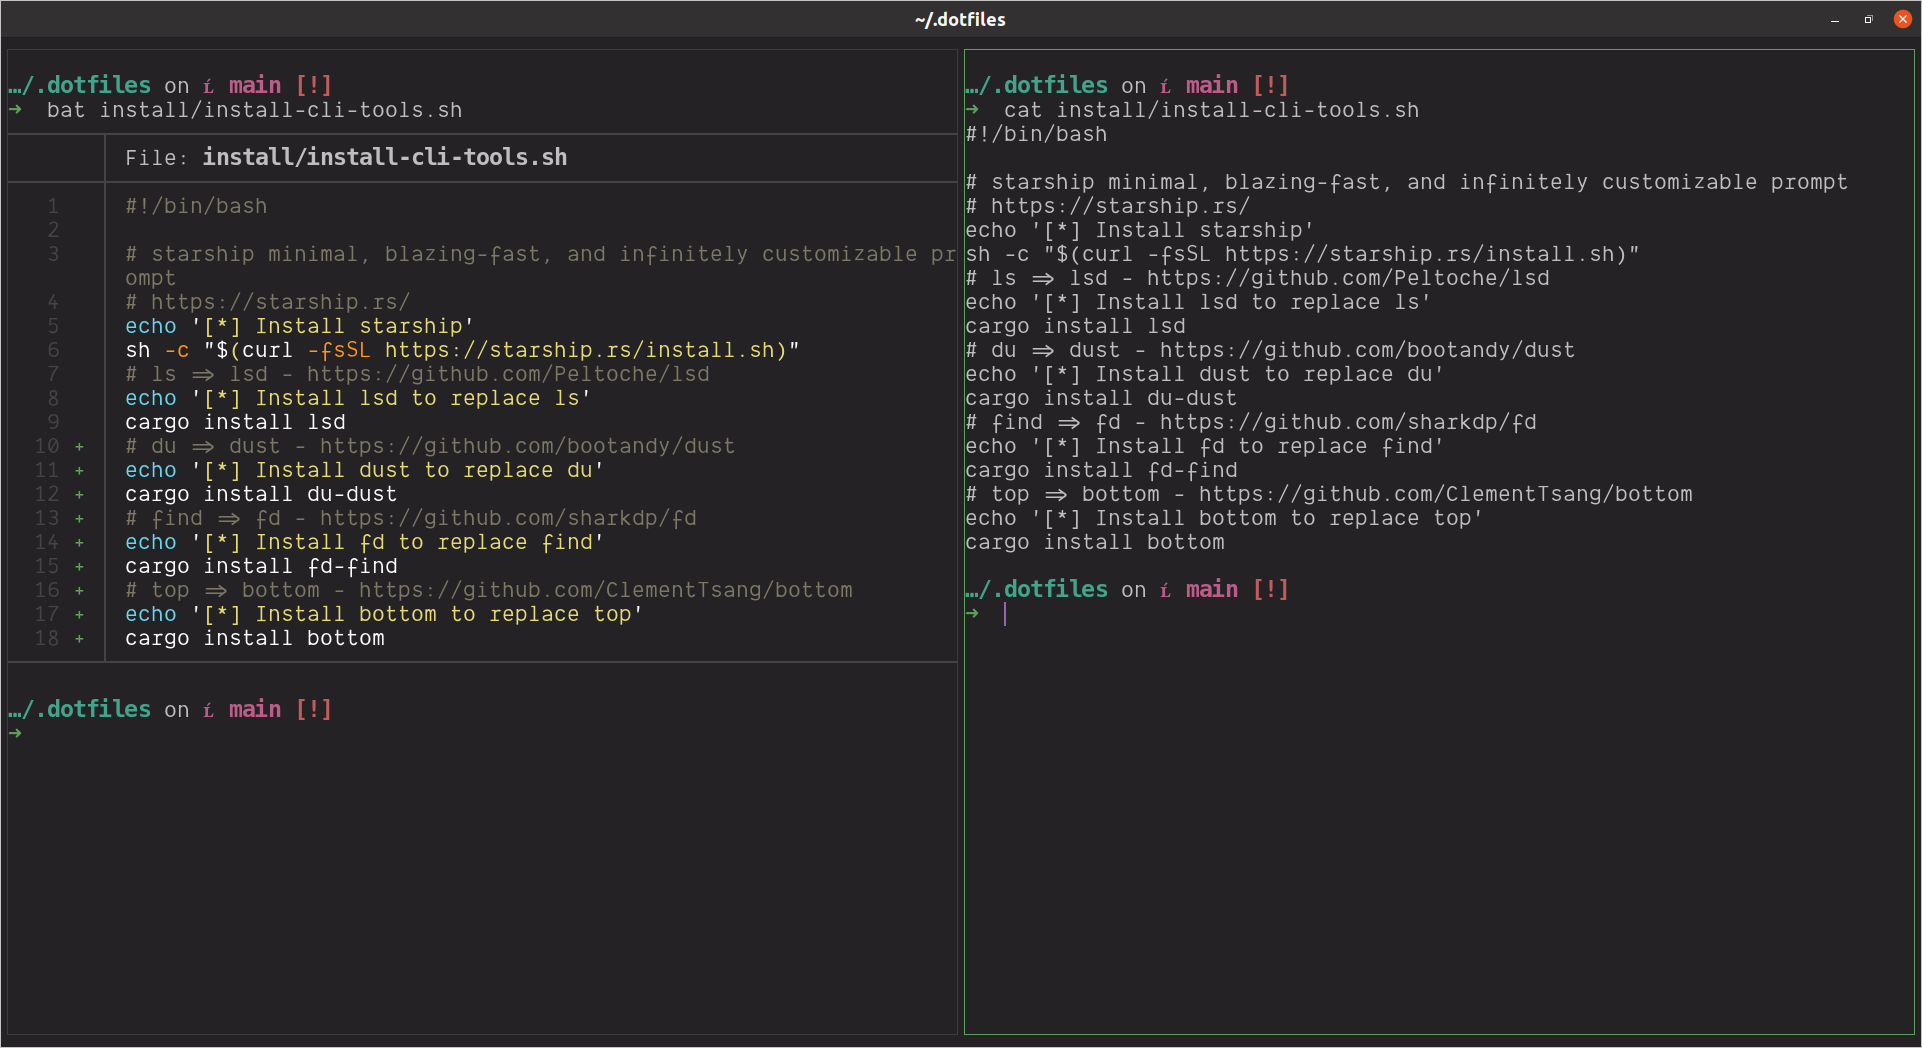 ~/.dotfiles
…/.dotfiles on main [!]
➜ bat install/install-cli-tools.sh
File: install/install-cli-tools.sh
1 #!/bin/bash
2
3 # starship minimal, blazing-fast, and infinitely customizable pr
ompt
4 # https://starship.rs/
5 echo '[*] Install starship'
6 sh -c "$(curl -fsSL https://starship.rs/install.sh)"
7 # ls => lsd - https://github.com/Peltoche/lsd
8 echo '[*] Install lsd to replace ls'
9 cargo install lsd
10 + # du => dust - https://github.com/bootandy/dust
11 + echo '[*] Install dust to replace du'
12 + cargo install du-dust
13 + # find => fd - https://github.com/sharkdp/fd
14 + echo '[*] Install fd to replace find'
15 + cargo install fd-find
16 + # top => bottom - https://github.com/ClementTsang/bottom
17 + echo '[*] Install bottom to replace top'
18 + cargo install bottom
…/.dotfiles on main [!]
➜
…/.dotfiles on main [!]
➜ cat install/install-cli-tools.sh
#!/bin/bash
# starship minimal, blazing-fast, and infinitely customizable prompt
# https://starship.rs/
echo '[*] Install starship'
sh -c "$(curl -fsSL https://starship.rs/install.sh)"
# ls => lsd - https://github.com/Peltoche/lsd
echo '[*] Install lsd to replace ls'
cargo install lsd
# du => dust - https://github.com/bootandy/dust
echo '[*] Install dust to replace du'
cargo install du-dust
# find => fd - https://github.com/sharkdp/fd
echo '[*] Install fd to replace find'
cargo install fd-find
# top => bottom - https://github.com/ClementTsang/bottom
echo '[*] Install bottom to replace top'
cargo install bottom
…/.dotfiles on main [!]
➜